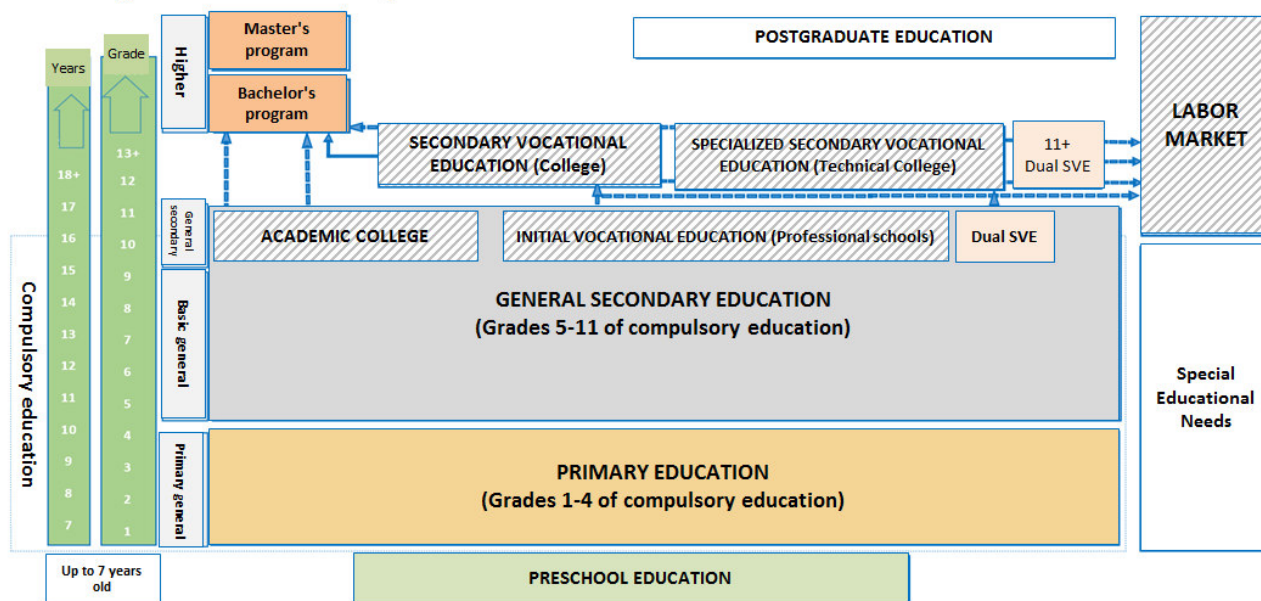 Years
Grade
Higher
Master's
program
Bachelor's
program
POSTGRADUATE EDUCATION
LABOR
MARKET
SECONDARY VOCATIONAL
EDUCATION (College)
SPECIALIZED SECONDARY VOCATIONAL
EDUCATION (Technical College)
11+
Dual SVE
18+
17
16
15
14
13
12
11
10
9
8
7
13+
12
11
10
9
8
7
6
5
4
3
2
1
General
secondary
ACADEMIC COLLEGE
INITIAL VOCATIONAL EDUCATION (Professional schools)
Dual SVE
Compulsory education
Basic general
GENERAL SECONDARY EDUCATION
(Grades 5-11 of compulsory education)
Special
Educational
Needs
Primary general
PRIMARY EDUCATION
(Grades 1-4 of compulsory education)
Up to 7 years
old
PRESCHOOL EDUCATION